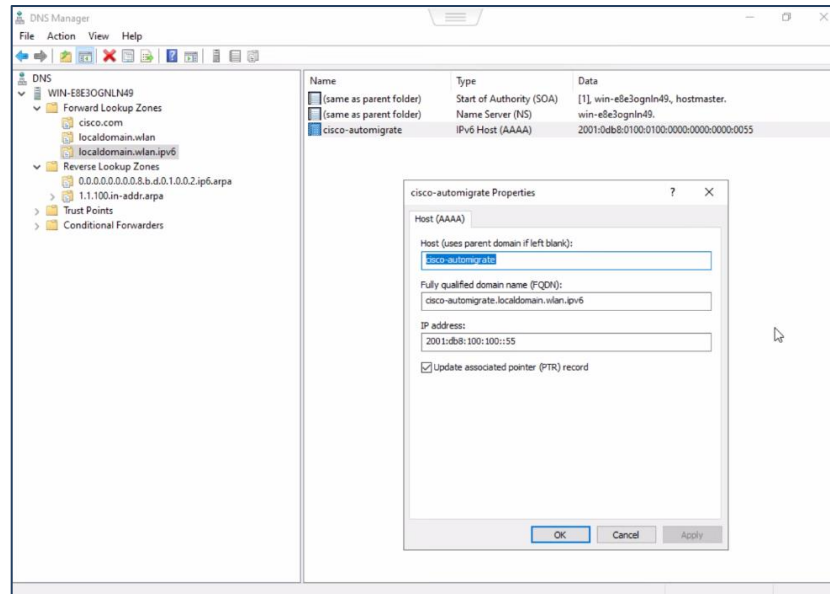 DNS Manager
File Action View Help
DNS
WIN-E8E3OGNLN49
Forward Lookup Zones
cisco.com
localdomain.wlan
localdomain.wlan.ipv6
Reverse Lookup Zones
0.0.0.0.0.0.0.0.8.b.d.0.1.0.0.2.ip6.arpa
1.1.100.in-addr.arpa
Trust Points
Conditional Forwarders
Name Type Data
(same as parent folder) Start of Authority (SOA) [1], win-e8e3ognln49., hostmaster.
(same as parent folder) Name Server (NS) win-e8e3ognln49.
cisco-automigrate IPv6 Host (AAAA) 2001:0db8:0100:0100:0000:0000:0000:0055
cisco-automigrate Properties ?
Host (AAAA)
Host (uses parent domain if left blank):
cisco-automigrate
Fully qualified domain name (FQDN):
cisco-automigrate.localdomain.wlan.ipv6
IP address:
2001:db8:100:100::55
Update associated pointer (PTR) record
OK Cancel Apply